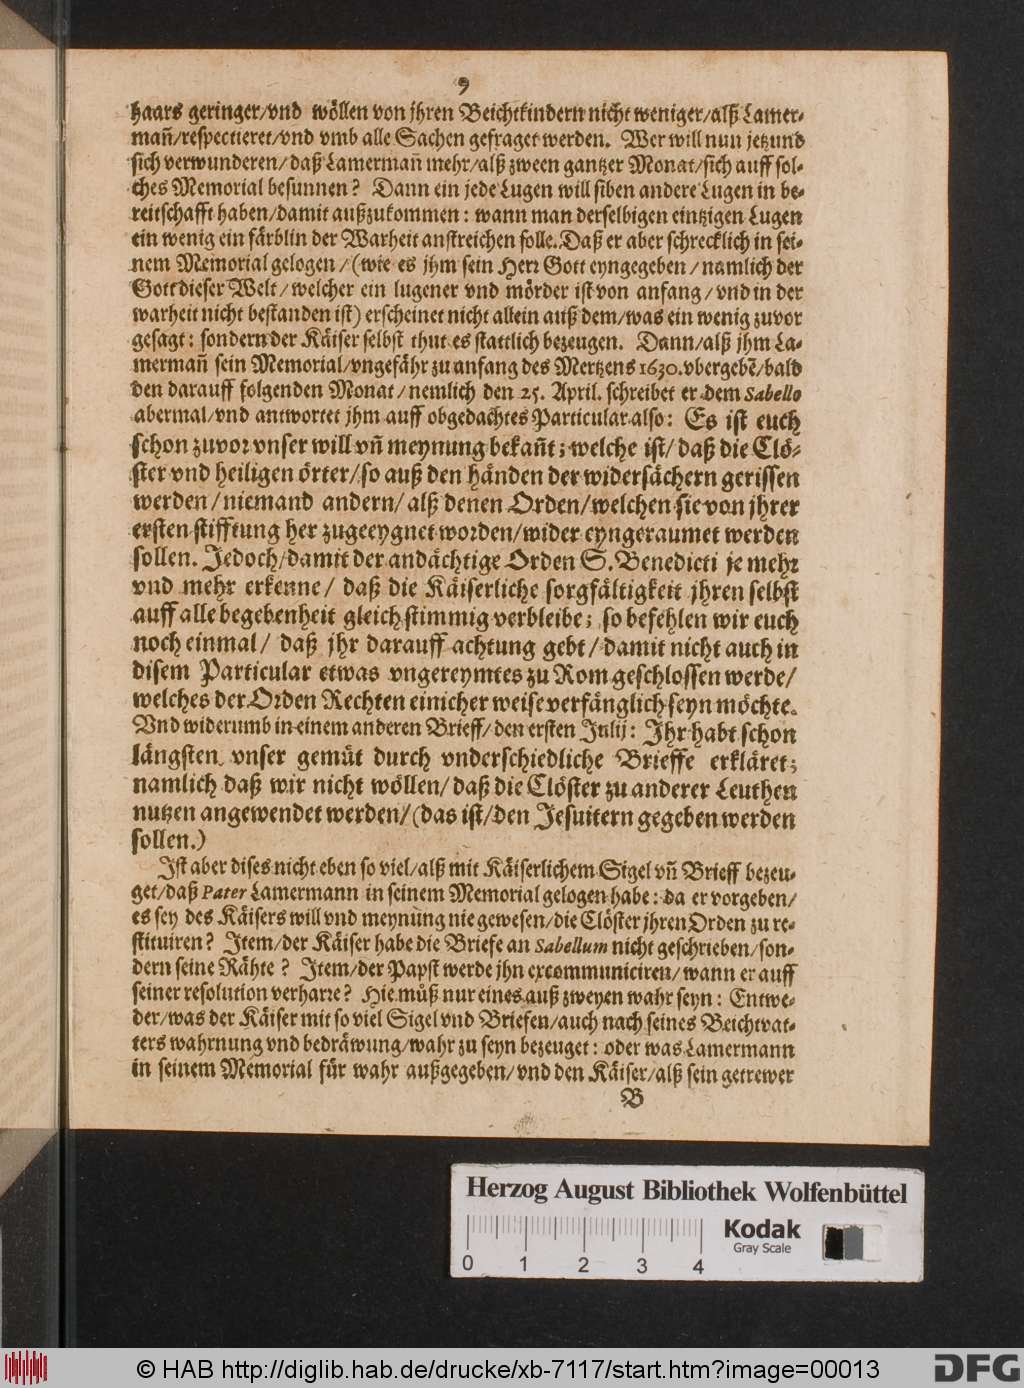 9
haars geringer/vnd wöllen von jhren Beichtkindern nicht weniger/alß Lamer-
mañ/respectieret/vnd vmb alle Sachen gefraget werden. Wer will nun jetzund
sich verwunderen/daß Lamermañ mehr/alß zween gantzer Monat/sich auff sol-
ches Memorial besunnen? Dann ein jede Lugen will siben andere Lugen in be-
reitschafft haben/damit außzukommen: wann man derselbigen eintzigen Lugen
ein wenig ein färblin der Warheit anstreichen solle. Daß er aber schrecklich in sei-
nem Memorial gelogen/(wie es jhm sein Herr Gott eyngegeben/namlich der
Gott dieser Welt/welcher ein lugener vnd mörder ist von anfang/vnd in der
warheit nicht bestanden ist) erscheinet nicht allein auß dem/was ein wenig zuvor
gesagt: sondern der Käiser selbst thut es stattlich bezeugen. Dann/alß jhm La-
mermañ sein Memorial/vngefähr zu anfang des Mertzens 1630. vbergebē/bald
den darauff folgenden Monat/nemlich den 25. April. schreibet er dem Sabello
abermal/vnd antwortet jhm auff obgedachtes Particular also: Es ist euch
schon zuvor vnser will vñ meynung bekañt; welche ist/daß die Clö-
ster vnd heiligen örter/so auß den händen der widersächern gerissen
werden/niemand andern/alß denen Orden/welchen sie von jhrer
ersten stifftung her zugeeygnet worden/wider eyngeraumet werden
sollen. Jedoch/damit der andächtige Orden S. Benedicti je mehr
vnd mehr erkenne/ daß die Käiserliche sorgfältigkeit jhren selbst
auff alle begebenheit gleichstimmig verbleibe; so befehlen wir euch
noch einmal/ daß jhr darauff achtung gebt/damit nicht auch in
disem Particular etwas vngereymtes zu Rom geschlossen werde/
welches der Orden Rechten einicher weise verfänglich seyn möchte.
Vnd widerumb in einem anderen Brieff/den ersten Julij: Jhr habt schon
längsten vnser gemüt durch vnderschiedliche Brieffe erkläret;
namlich daß wir nicht wöllen/daß die Clöster zu anderer Leuthen
nutzen angewendet werden/(das ist/den Jesuitern gegeben werden
sollen.)
Ist aber dises nicht eben so viel/alß mit Käiserlichem Sigel vñ Brieff bezeu-
get/daß Pater Lamermann in seinem Memorial gelogen habe: da er vorgeben/
es sey des Käisers will vnd meynung nie gewesen/die Clöster jhren Orden zu re-
stituiren? Item/der Käiser habe die Briefe an Sabellum nicht geschrieben/son-
dern seine Rähte? Item/der Papst werde jhn excommuniciren/wann er auff
seiner resolution verharre? Hie müß nur eines auß zweyen wahr seyn: Entwe-
der/was der Käiser mit so viel Sigel vnd Briefen/auch nach seines Beichtvat-
ters wahrnung vnd bedräwung/wahr zu seyn bezeuget: oder was Lamermann
in seinem Memorial für wahr außgegeben/vnd den Käiser/alß sein getrewer
B
Herzog August Bibliothek Wolfenbüttel
Kodak
Gray Scale
0 1 2 3 4
© HAB http://diglib.hab.de/drucke/xb-7117/start.htm?image=00013
DFG